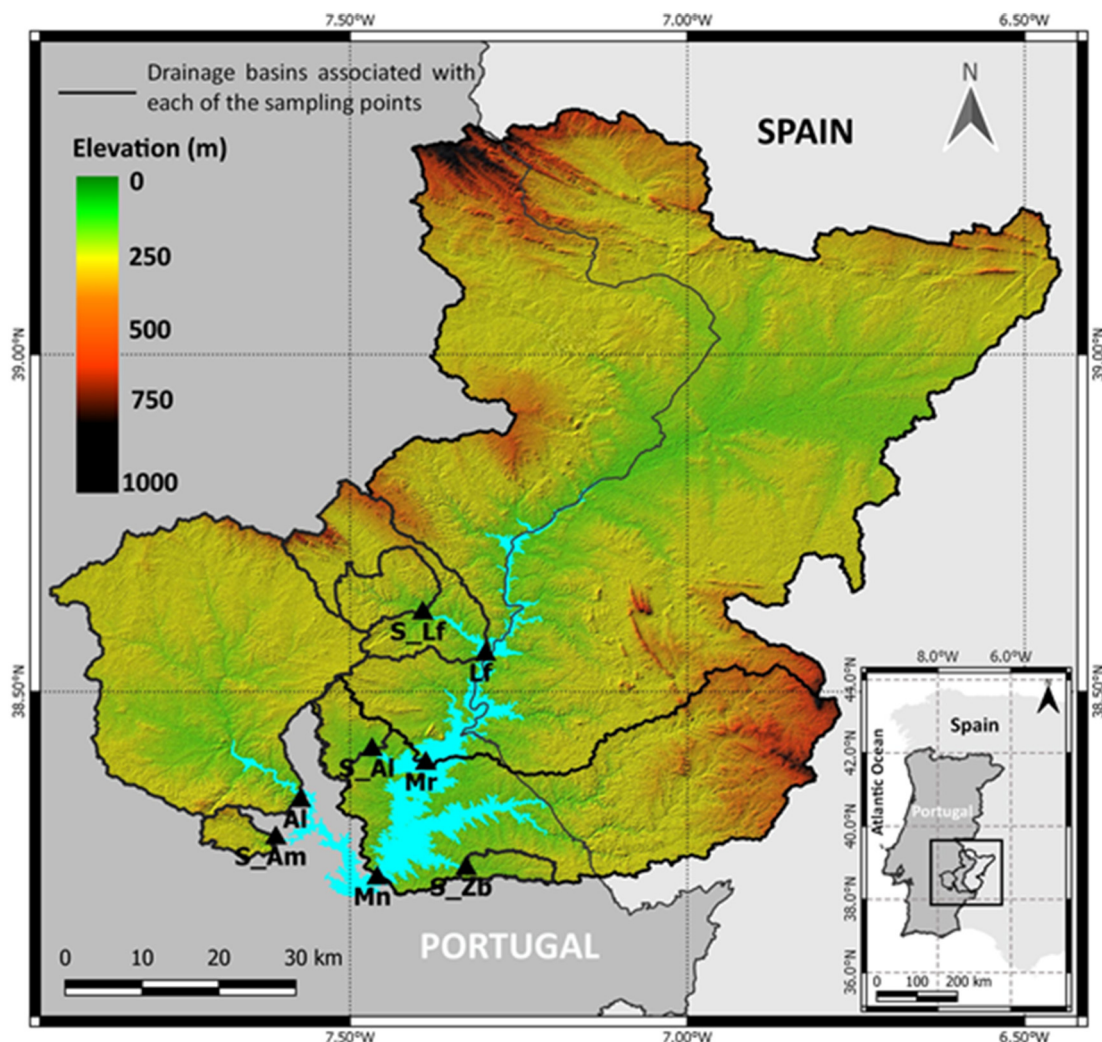 7.50°W
7.00°W
6.50°W
Drainage basins associated with
each of the sampling points
N
SPAIN
Elevation (m)
0
250
500
750
1000
39.00°N
39.00°N
38.50°N
38.50°N
S_Lf
Lf
S_Al
Mr
Al
S_Am
Mn
S_Zb
PORTUGAL
0
10
20
30 km
8.0°W
6.0°W
Spain
Atlantic Ocean
Portugal
44.0°N
42.0°N
40.0°N
38.0°N
36.0°N
0
100
200 km
7.50°W
7.00°W
6.50°W